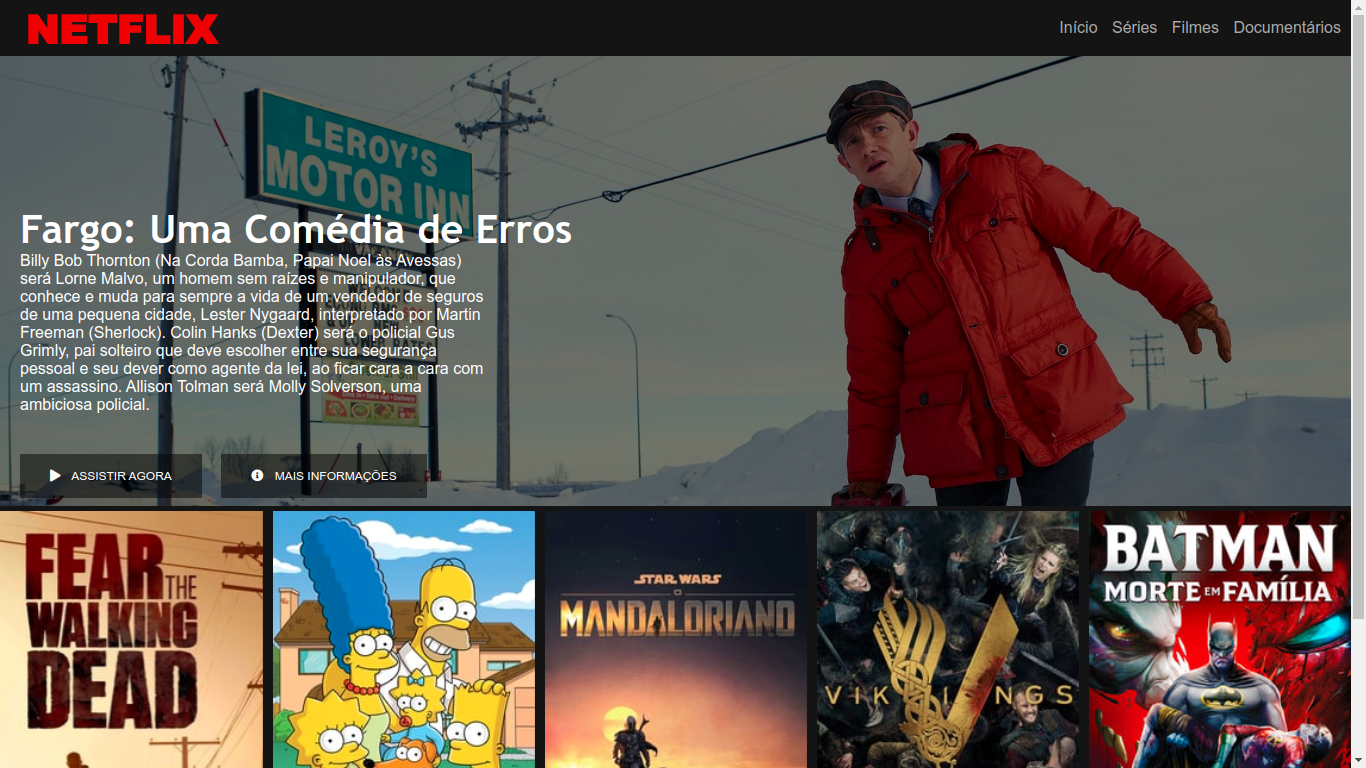 NETFLIX
Início Séries Filmes Documentários
LEROY'S
MOTOR INN
Fargo: Uma Comédia de Erros
Billy Bob Thornton (Na Corda Bamba, Papai Noel às Avessas)
será Lorne Malvo, um homem sem raízes e manipulador, que
conhece e muda para sempre a vida de um vendedor de seguros
de uma pequena cidade, Lester Nygaard, interpretado por Martin
Freeman (Sherlock). Colin Hanks (Dexter) será o policial Gus
Grimly, pai solteiro que deve escolher entre sua segurança
pessoal e seu dever como agente da lei, ao ficar cara a cara com
um assassino. Allison Tolman será Molly Solverson, uma
ambiciosa policial.
ASSISTIR AGORA
MAIS INFORMAÇÕES
FEAR THE
WALKING
DEAD
STAR WARS
O
MANDALORIANO
VIKINGS
BATMAN
MORTE EM FAMÍLIA